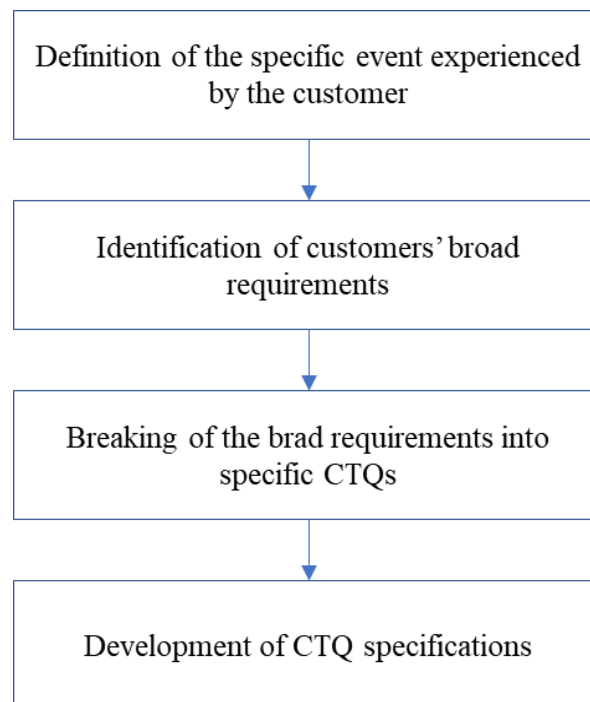 Definition of the specific event experienced
by the customer
Identification of customers’ broad
requirements
Breaking of the brad requirements into
specific CTQs
Development of CTQ specifications